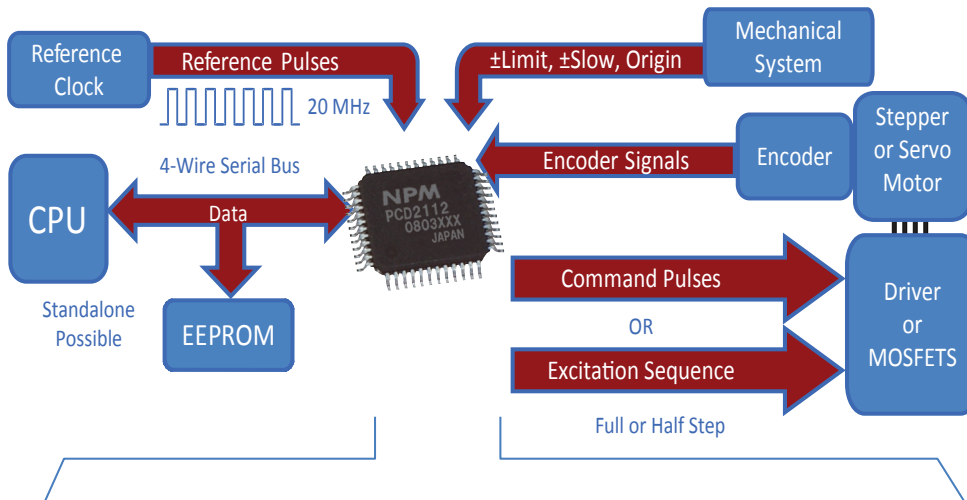 Reference
Clock
Reference Pulses
20 MHz
±Limit, ±Slow, Origin
Mechanical
System
4-Wire Serial Bus
CPU
Data
Standalone
Possible
EEPROM
NPM
PCD2112
0803XXX
JAPAN
Encoder Signals
Encoder
Stepper
or Servo
Motor
Command Pulses
OR
Excitation Sequence
Full or Half Step
Driver
or
MOSFETS